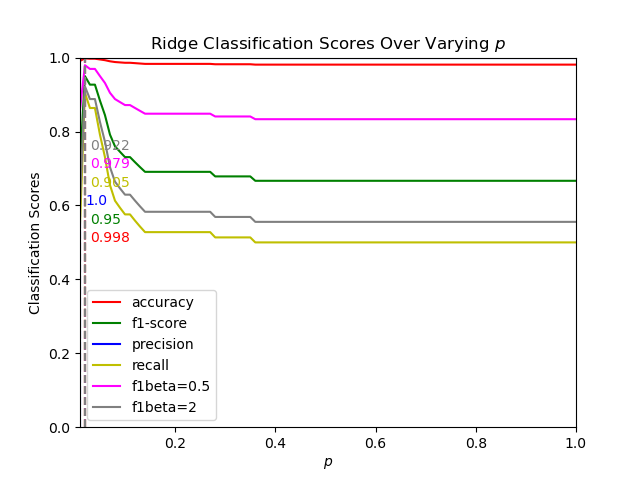 Ridge Classification Scores Over Varying p
1.0
0.8
0.6
0.4
0.2
0.0
Classification Scores
0.922
0.979
0.905
1.0
0.95
0.998
accuracy
f1-score
precision
recall
f1beta=0.5
f1beta=2
0.2 0.4 0.6 0.8 1.0
p